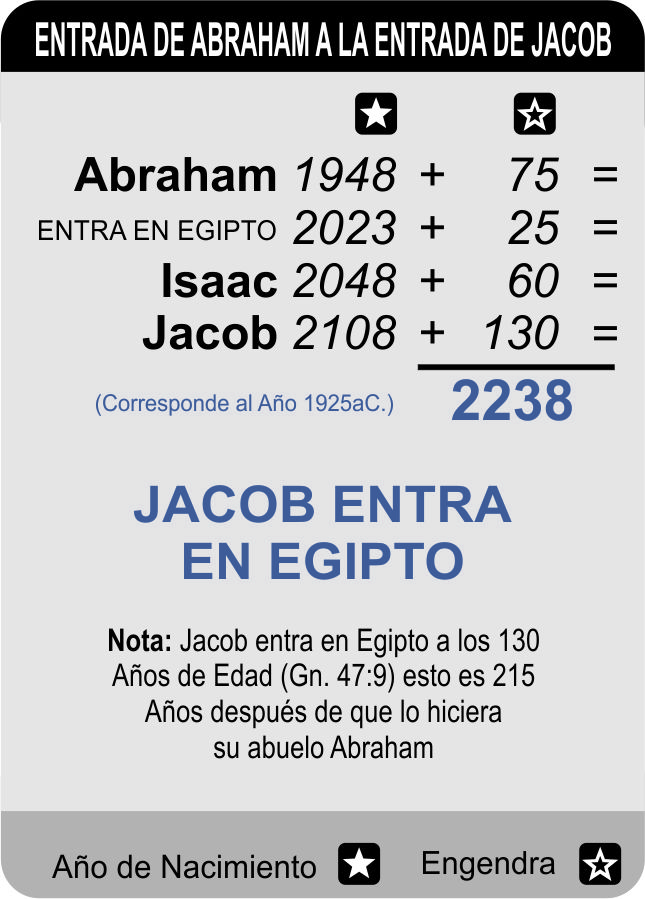 ENTRADA DE ABRAHAM A LA ENTRADA DE JACOB
Abraham 1948 + 75 =
ENTRA EN EGIPTO 2023 + 25 =
Isaac 2048 + 60 =
Jacob 2108 + 130 =
(Corresponde al Año 1925aC.) 2238
JACOB ENTRA
EN EGIPTO
Nota: Jacob entra en Egipto a los 130
Años de Edad (Gn. 47:9) esto es 215
Años después de que lo hiciera
su abuelo Abraham
Año de Nacimiento Engendra